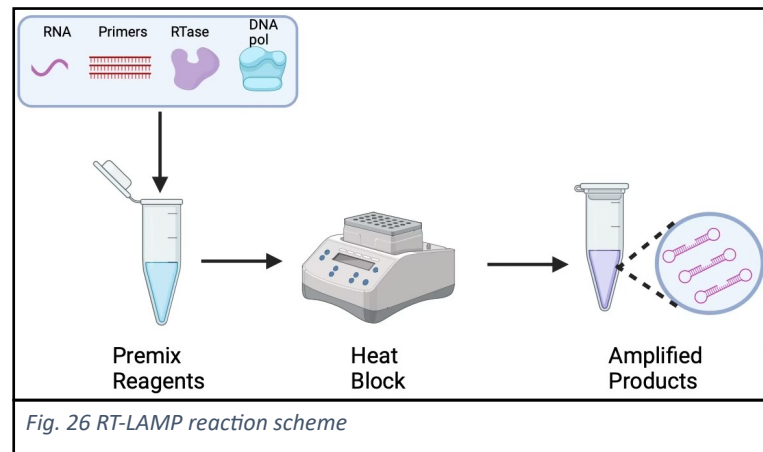 RNA Primers RTase DNA pol
Premix Reagents
Heat Block
Amplified Products
Fig. 26 RT-LAMP reaction scheme